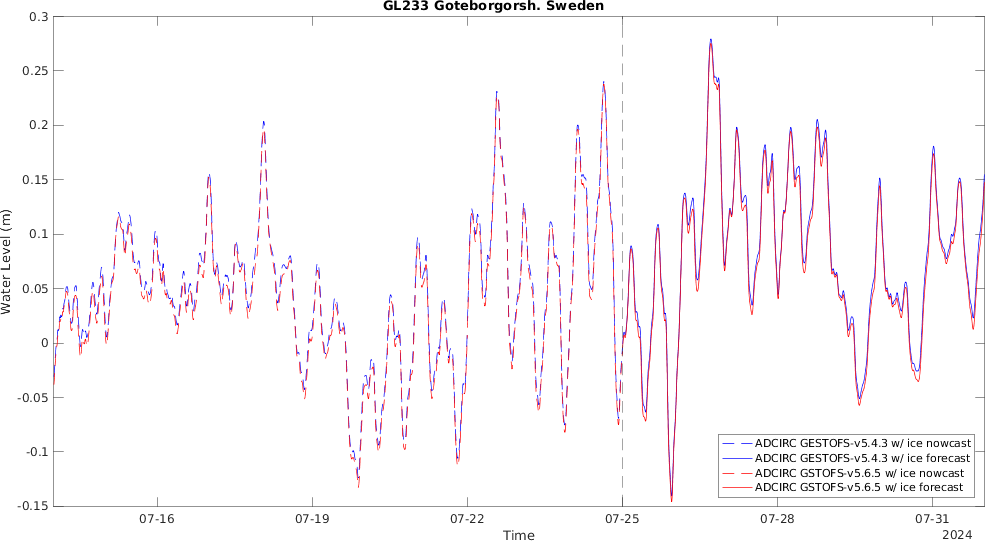 GL233 Goteborgorsh. Sweden
0.3
0.25
0.2
0.15
0.1
0.05
0
-0.05
-0.1
-0.15
Water Level (m)
07-16
07-19
07-22
07-25
07-28
07-31
2024
Time
ADCIRC GESTOFS-v5.4.3 w/ ice nowcast
ADCIRC GESTOFS-v5.4.3 w/ ice forecast
ADCIRC GSTOFS-v5.6.5 w/ ice nowcast
ADCIRC GSTOFS-v5.6.5 w/ ice forecast